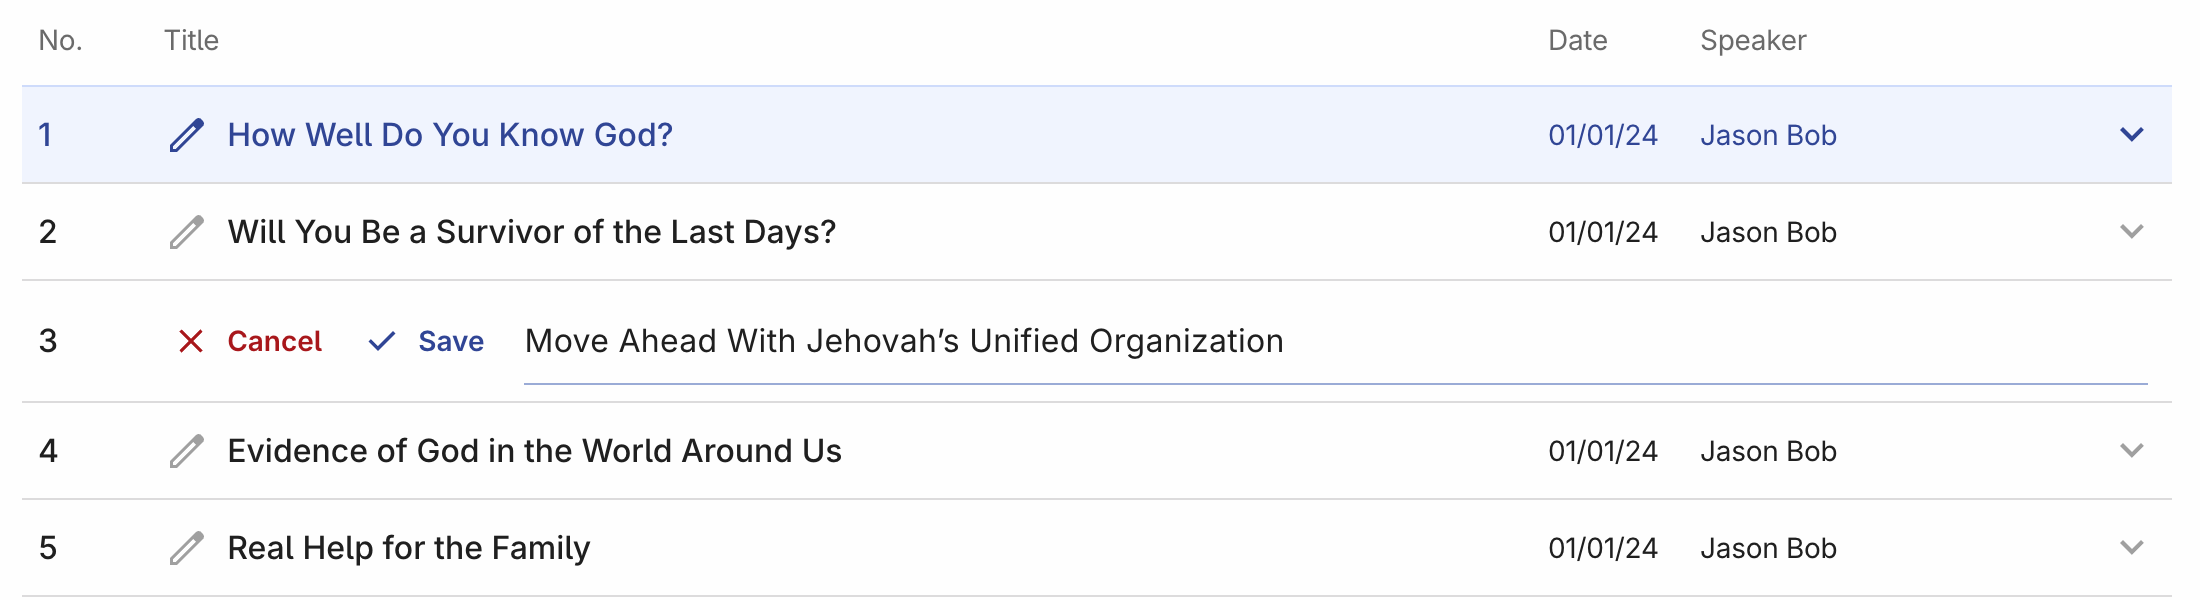 No. Title Date Speaker
1 How Well Do You Know God? 01/01/24 Jason Bob
2 Will You Be a Survivor of the Last Days? 01/01/24 Jason Bob
3 Cancel Save Move Ahead With Jehovah’s Unified Organization
4 Evidence of God in the World Around Us 01/01/24 Jason Bob
5 Real Help for the Family 01/01/24 Jason Bob